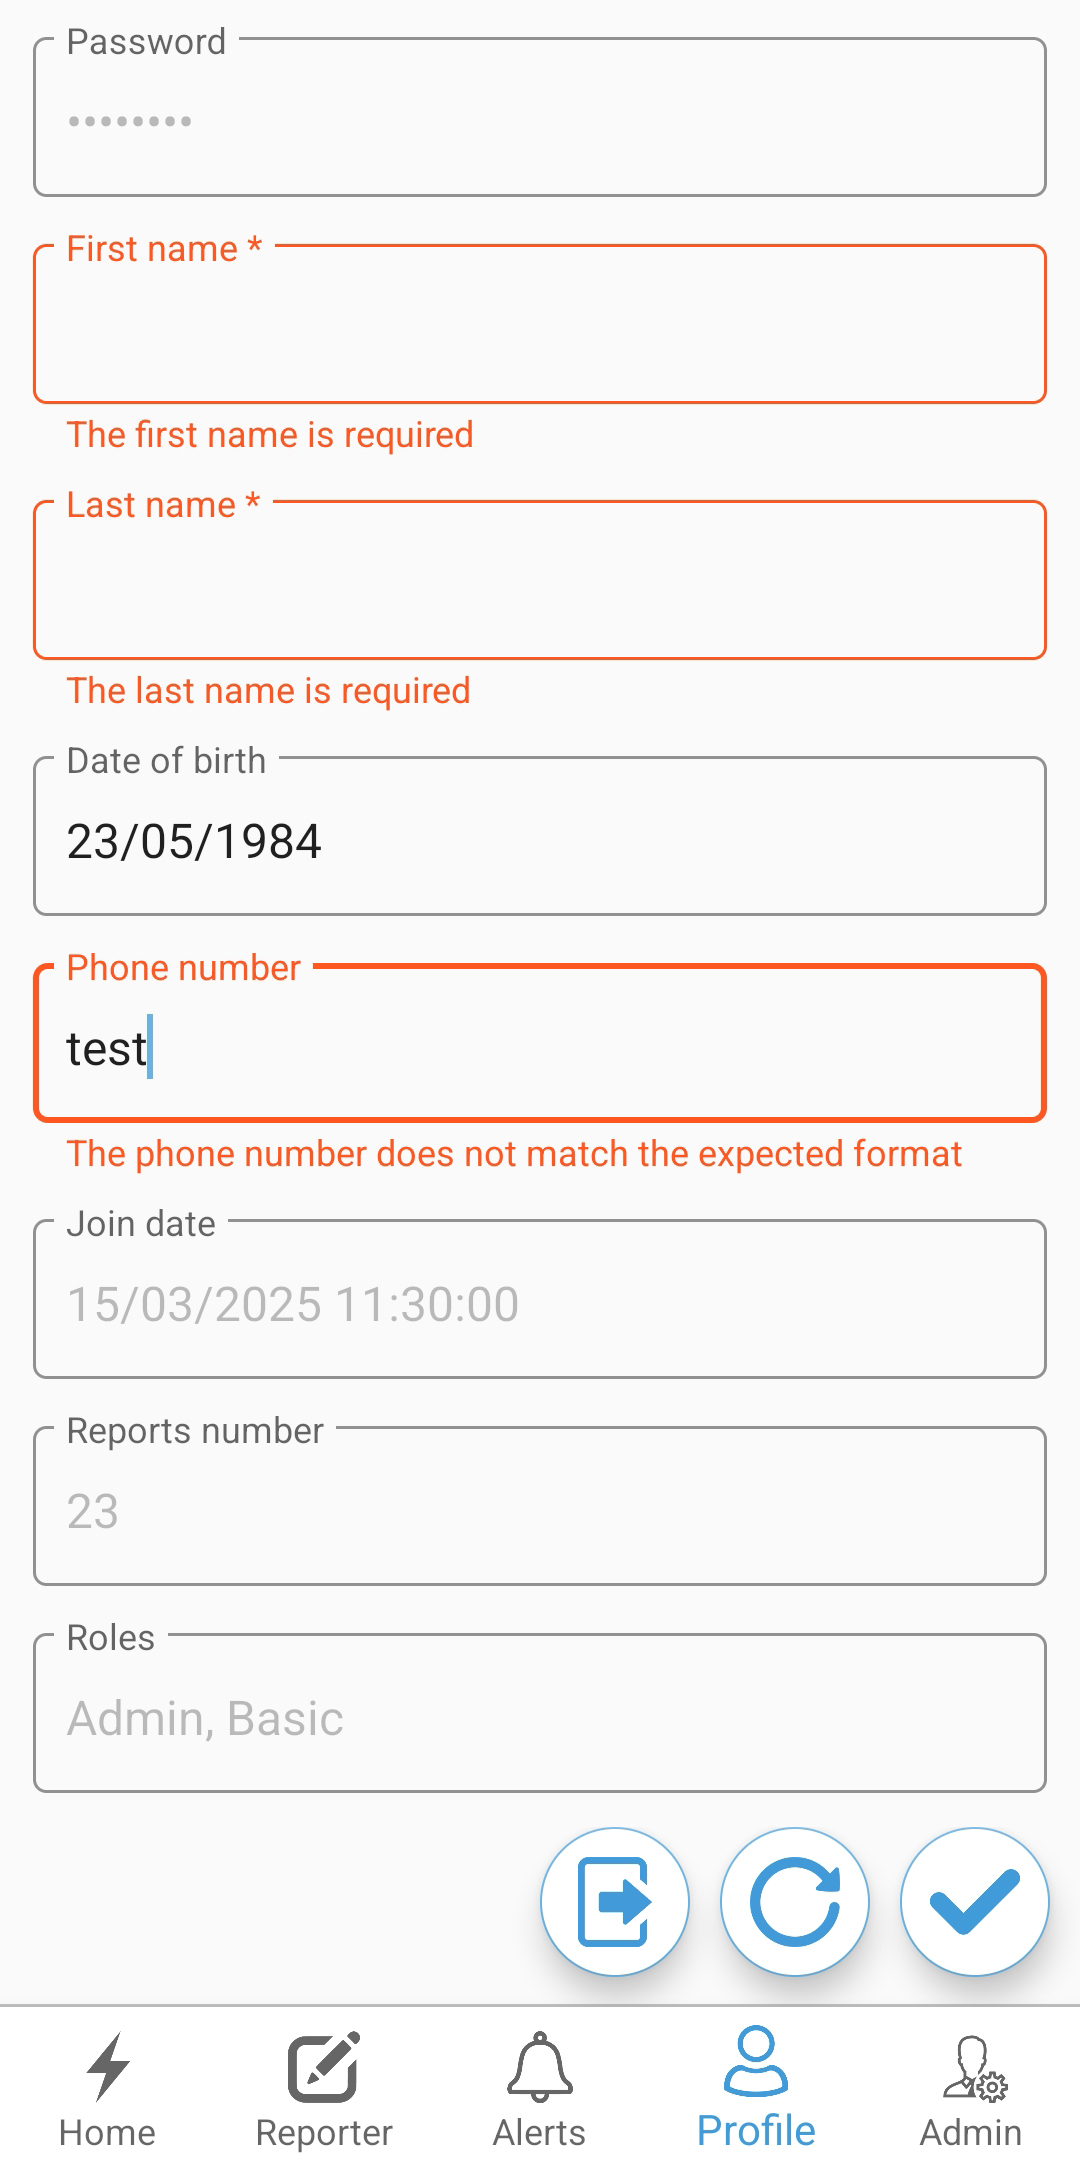 Password
••••••••
First name *
The first name is required
Last name *
The last name is required
Date of birth
23/05/1984
Phone number
test
The phone number does not match the expected format
Join date
15/03/2025 11:30:00
Reports number
23
Roles
Admin, Basic
Home Reporter Alerts Profile Admin